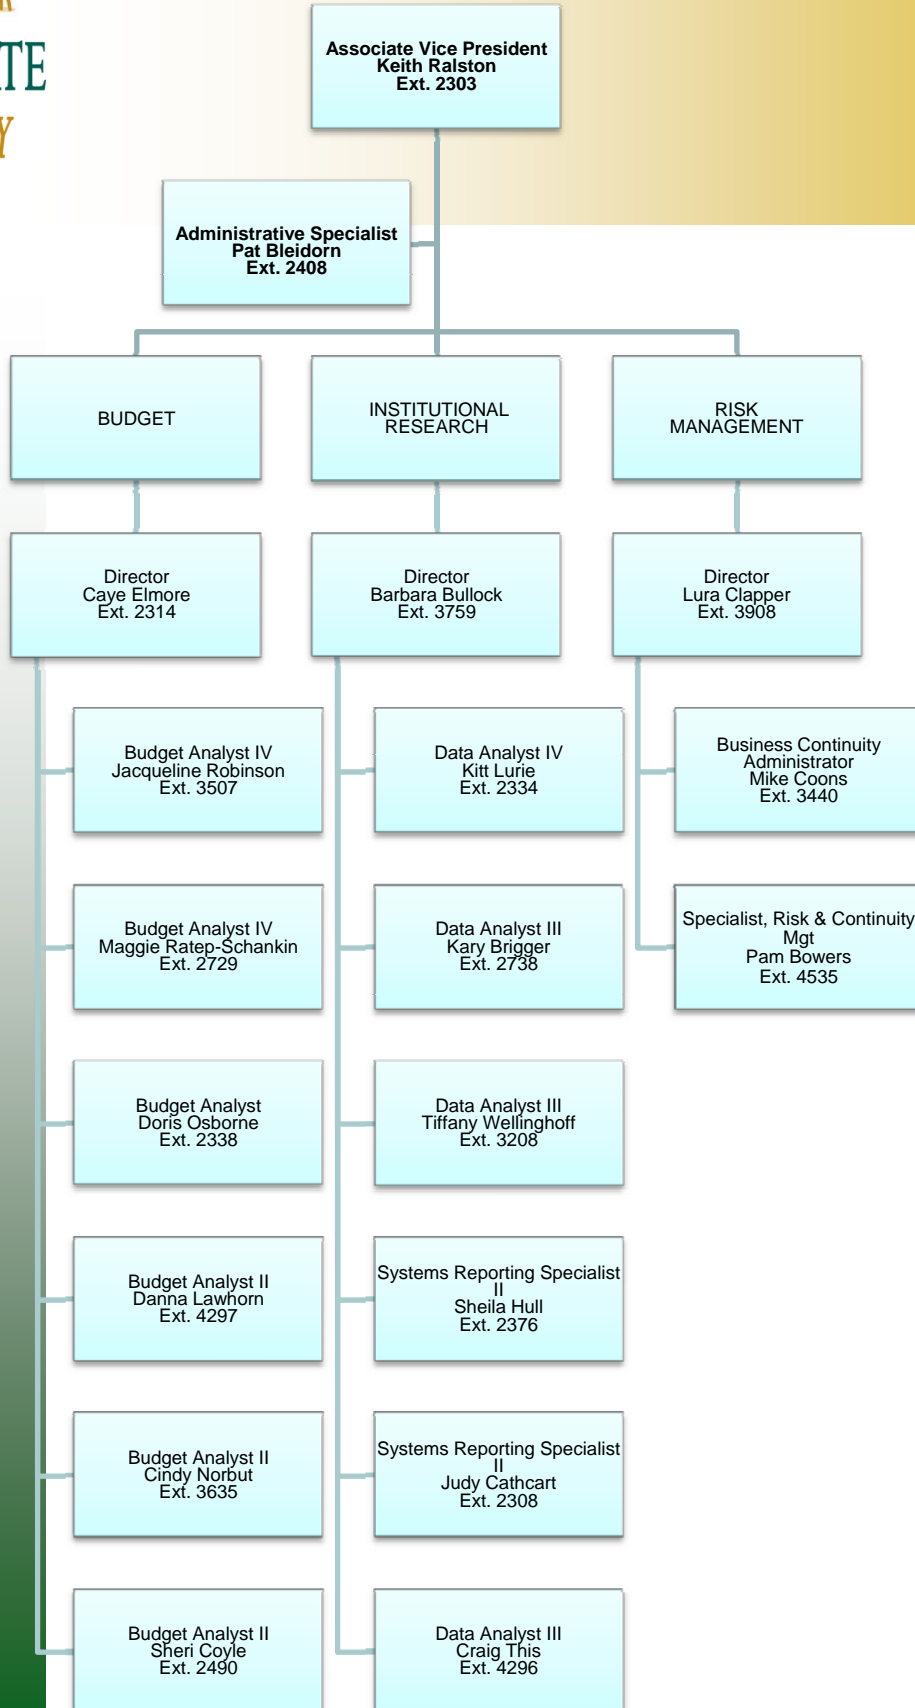 R
TE
Y
Associate Vice President
Keith Ralston
Ext. 2303
Administrative Specialist
Pat Bleidorn
Ext. 2408
BUDGET
INSTITUTIONAL
RESEARCH
RISK
MANAGEMENT
Director
Caye Elmore
Ext. 2314
Director
Barbara Bullock
Ext. 3759
Director
Lura Clapper
Ext. 3908
Budget Analyst IV
Jacqueline Robinson
Ext. 3507
Data Analyst IV
Kitt Lurie
Ext. 2334
Business Continuity
Administrator
Mike Coons
Ext. 3440
Budget Analyst IV
Maggie Ratep-Schankin
Ext. 2729
Data Analyst III
Kary Brigger
Ext. 2738
Specialist, Risk & Continuity
Mgt
Pam Bowers
Ext. 4535
Budget Analyst
Doris Osborne
Ext. 2338
Data Analyst III
Tiffany Wellinghoff
Ext. 3208
Budget Analyst II
Danna Lawhorn
Ext. 4297
Systems Reporting Specialist
II
Sheila Hull
Ext. 2376
Budget Analyst II
Cindy Norbut
Ext. 3635
Systems Reporting Specialist
II
Judy Cathcart
Ext. 2308
Budget Analyst II
Sheri Coyle
Ext. 2490
Data Analyst III
Craig This
Ext. 4296